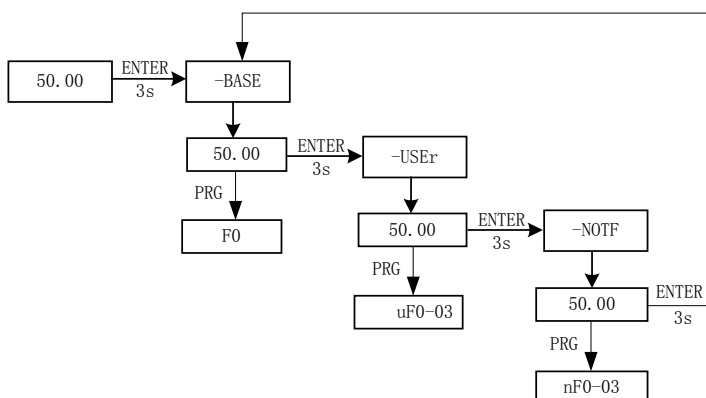 50.00
ENTER
3s
-BASE
50.00
ENTER
3s
-USEr
PRG
F0
50.00
ENTER
3s
-NOTF
PRG
uF0-03
50.00
ENTER
3s
PRG
nF0-03